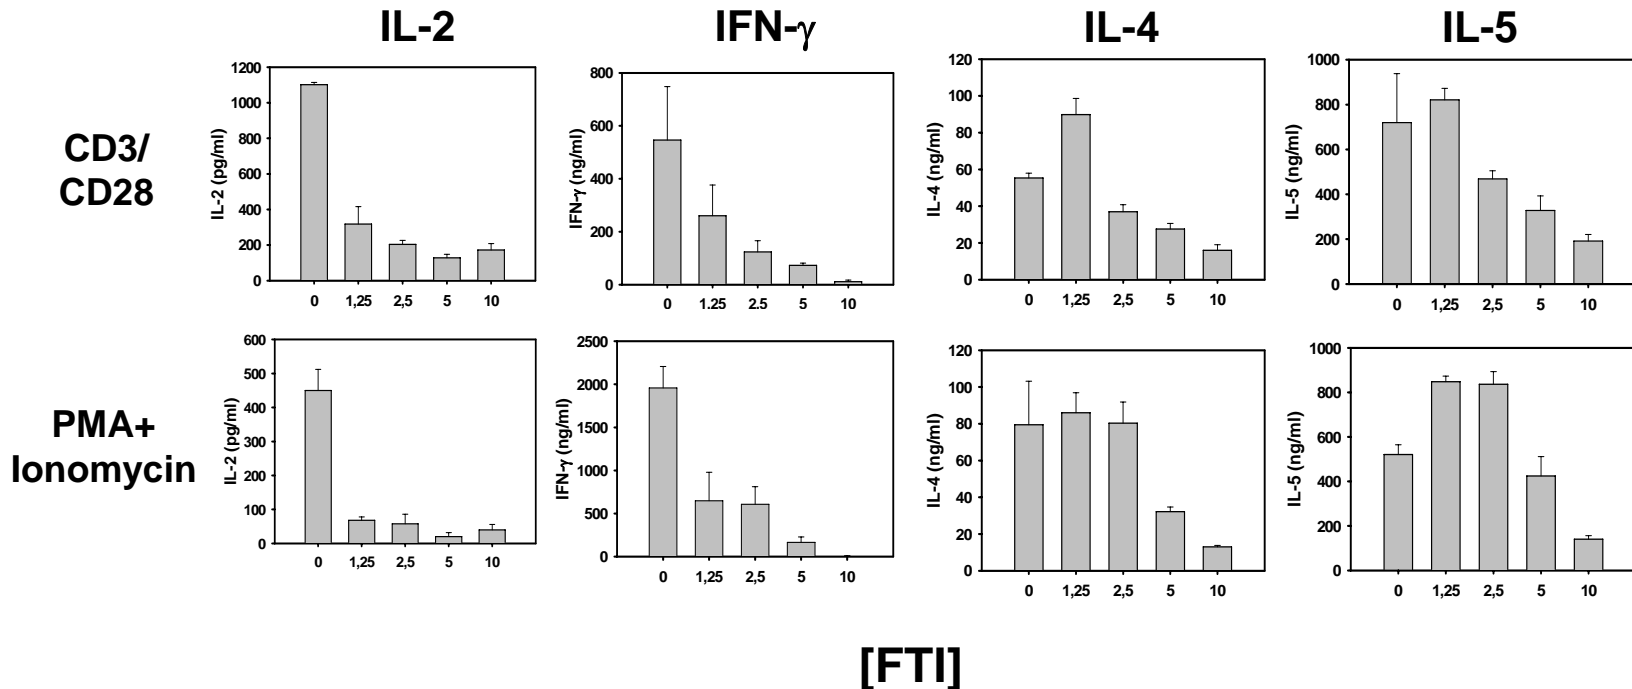 IL-2
IFN-γ
IL-4
IL-5
CD3/
CD28
IL-2 (pg/ml)
1200
1000
800
600
400
200
0
0 1,25 2,5 5 10
IFN-γ (ng/ml)
800
600
400
200
0
0 1.25 2,5 5 10
IL-4 (ng/ml)
120
100
80
60
40
20
0
0 1,25 2,5 5 10
IL-5 (ng/ml)
1000
800
600
400
200
0
0 1,25 2,5 5 10
PMA+
Ionomycin
IL-2 (pg/ml)
600
500
400
300
200
100
0
0 1,25 2,5 5 10
IFN-γ (ng/ml)
2500
2000
1500
1000
500
0
0 1,25 2,5 5 10
IL-4 (ng/ml)
120
100
80
60
40
20
0
0 1,25 2,5 5 10
IL-5 (ng/ml)
1000
800
600
400
200
0
0 1,25 2,5 5 10
[FTI]